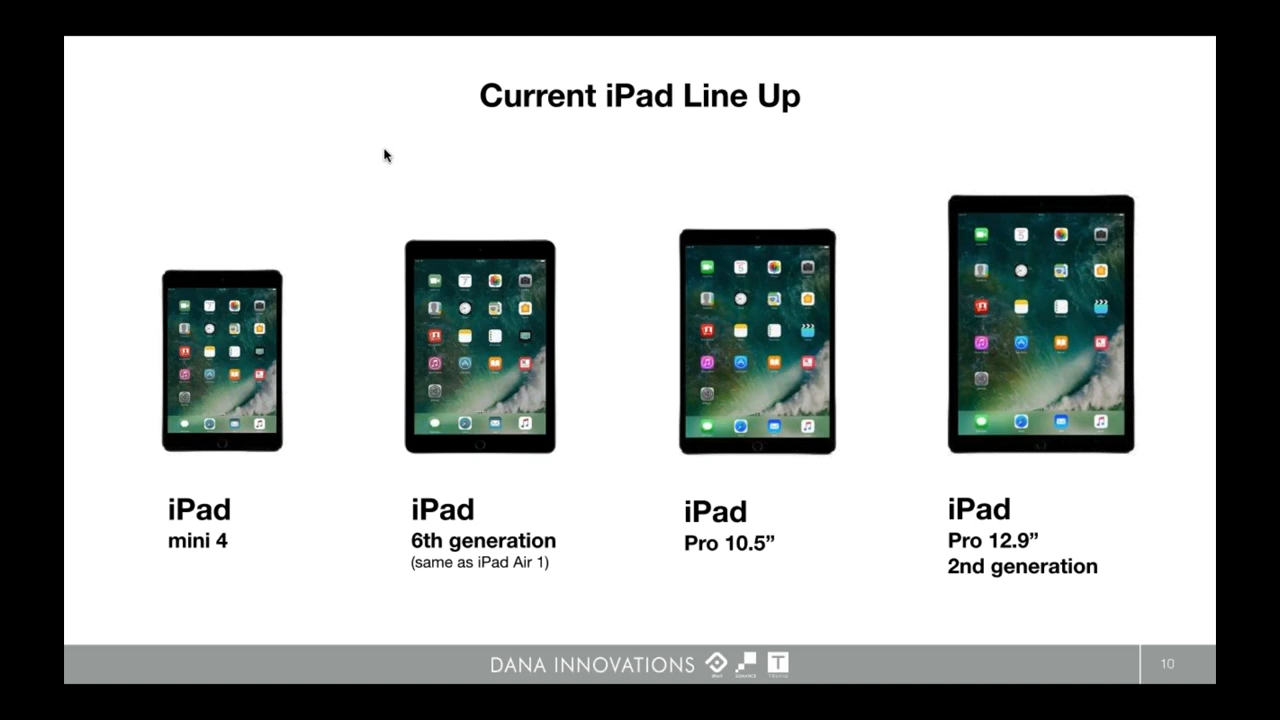 Current iPad Line Up
iPad
mini 4
iPad
6th generation
(same as iPad Air 1)
iPad
Pro 10.5”
iPad
Pro 12.9”
2nd generation
DANA INNOVATIONS
T
10